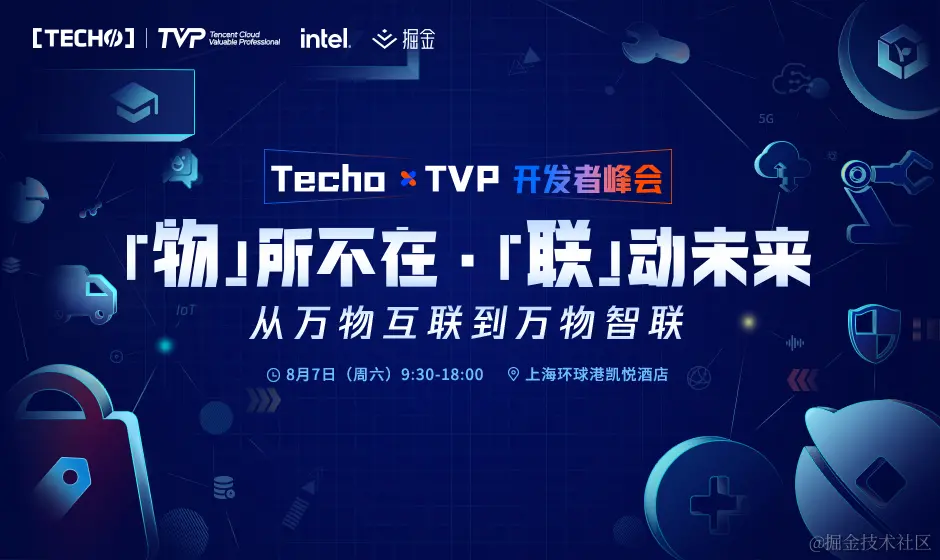 [TECHO] TVP Tencent Cloud Valuable Professional intel. 掘金
5G
Techo × TVP 开发者峰会
「物」所不在·「联」动未来
IoT
从万物互联到万物智联
8月7日（周六）9:30-18:00 上海环球港凯悦酒店
@掘金技术社区